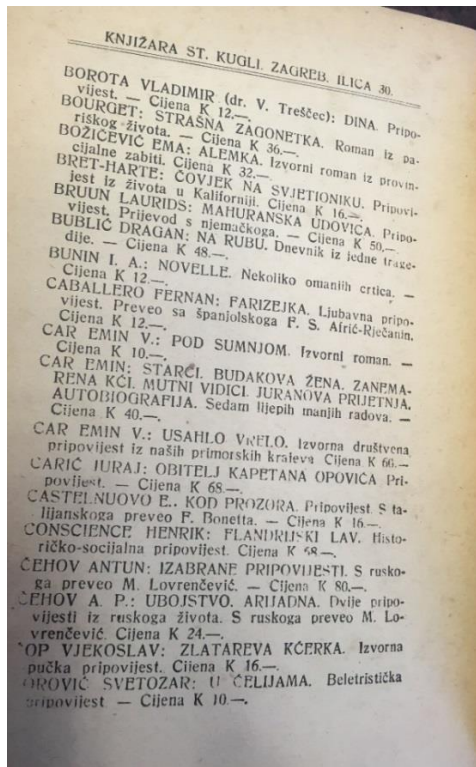 KNJIŽARA ST. KUGLI. ZAGREB. ILICA 30.
BOROTA VLADIMIR (dr. V. Treščec): DINA. Pripo-
vijest. — Cijena K 12.—.
BOURGET: STRAŠNA ZAGONETKA. Roman iz pa-
riškog života. — Cijena K 36.—.
BOŽIČEVIĆ EMA: ALEMKA. Izvorni roman iz provin-
cijalne zabiti. Cijena K 32.—
BRET-HARTE: ČOVJEK NA SVJETIONIKU. Pripovi-
jest iz života u Kaliforniji. Cijena K 16.—
BRUUN LAURIDS: MAHURANSKA UDOVICA. Pripo-
vijest. Prijevod s njemačkoga. — Cijena K 50.—
BUBLIĆ DRAGAN: NA RUBU. Dnevnik iz jedne trage-
dije. — Cijena K 48.—
BUNIN I. A.: NOVELLE. Nekoliko omanjih crtica. —
Cijena K 12.—
CABALLERO FERNAN: FARIZEJKA. Ljubavna pripo-
vijest. Preveo sa španjolskoga F. S. Afrić-Rječanin.
Cijena K 12.—
CAR EMIN V.: POD SUMNJOM. Izvorni roman. —
Cijena K 10.—.
CAR EMIN: STARCI. BUDAKOVA ŽENA. ZANEMA-
RENA KĆI. MUTNI VIDICI. JURANOVA PRIJETNJA.
AUTOBIOGRAFIJA. Sedam lijepih manjih radova. —
Cijena K 40.—.
CAR EMIN V.: USAHLO VRELO. Izvorna društvena
pripovijest iz naših primorskih krajeva Cijena K 66.—
CARIĆ JURAJ: OBITELJ KAPETANA OPOVIĆA Pri-
povijest. — Cijena K 68.—.
CASTELNUOVO E.. KOD PROZORA. Pripovijest S ta-
lijanskoga preveo F. Bonetta. — Cijena K 16.—.
CONSCIENCE HENRIK: FLANDRIJSKI LAV. Histo-
ričko-socijalna pripovijest. Cijena K 68—.
ČEHOV ANTUN: IZABRANE PRIPOVIJESTI. S rusko-
ga preveo M. Lovrenčević. — Cijena K 80.—.
ČEHOV A. P.: UBOJSTVO. ARIJADNA. Dvije pripo-
vijesti iz ruskoga života. S ruskoga preveo M. Lo-
vrenčević. Cijena K 24.—.
OP VJEKOSLAV: ZLATAREVA KĆERKA. Izvorna
pučka pripovijest. Cijena K 16.—.
OROVIĆ SVETOZAR: U ĆELIJAMA. Beletristička
pripovijest — Cijena K 10.—.